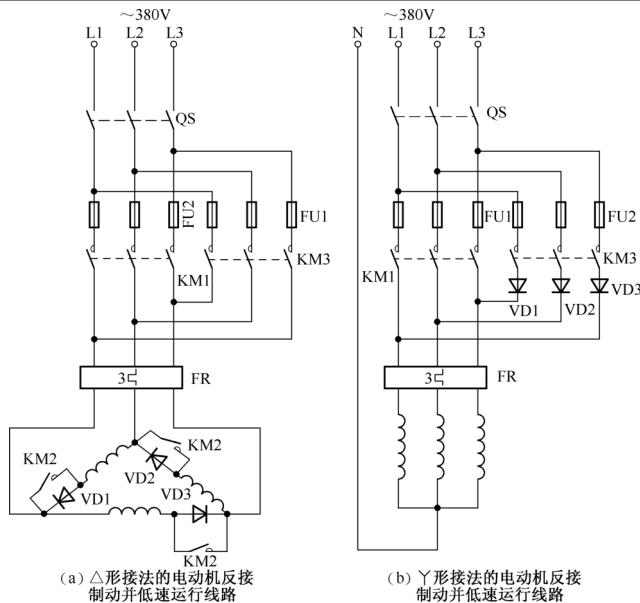 ~380V
L1 L2 L3
QS
FU2
FU1
KM1
KM3
3
FR
KM2
KM2
VD2
VD1
VD3
KM2
(a) △形接法的电动机反接
制动并低速运行线路
~380V
N L1 L2 L3
QS
FU1
FU2
KM1
KM3
VD1
VD2
VD3
3
FR
(b) 丫形接法的电动机反接
制动并低速运行线路